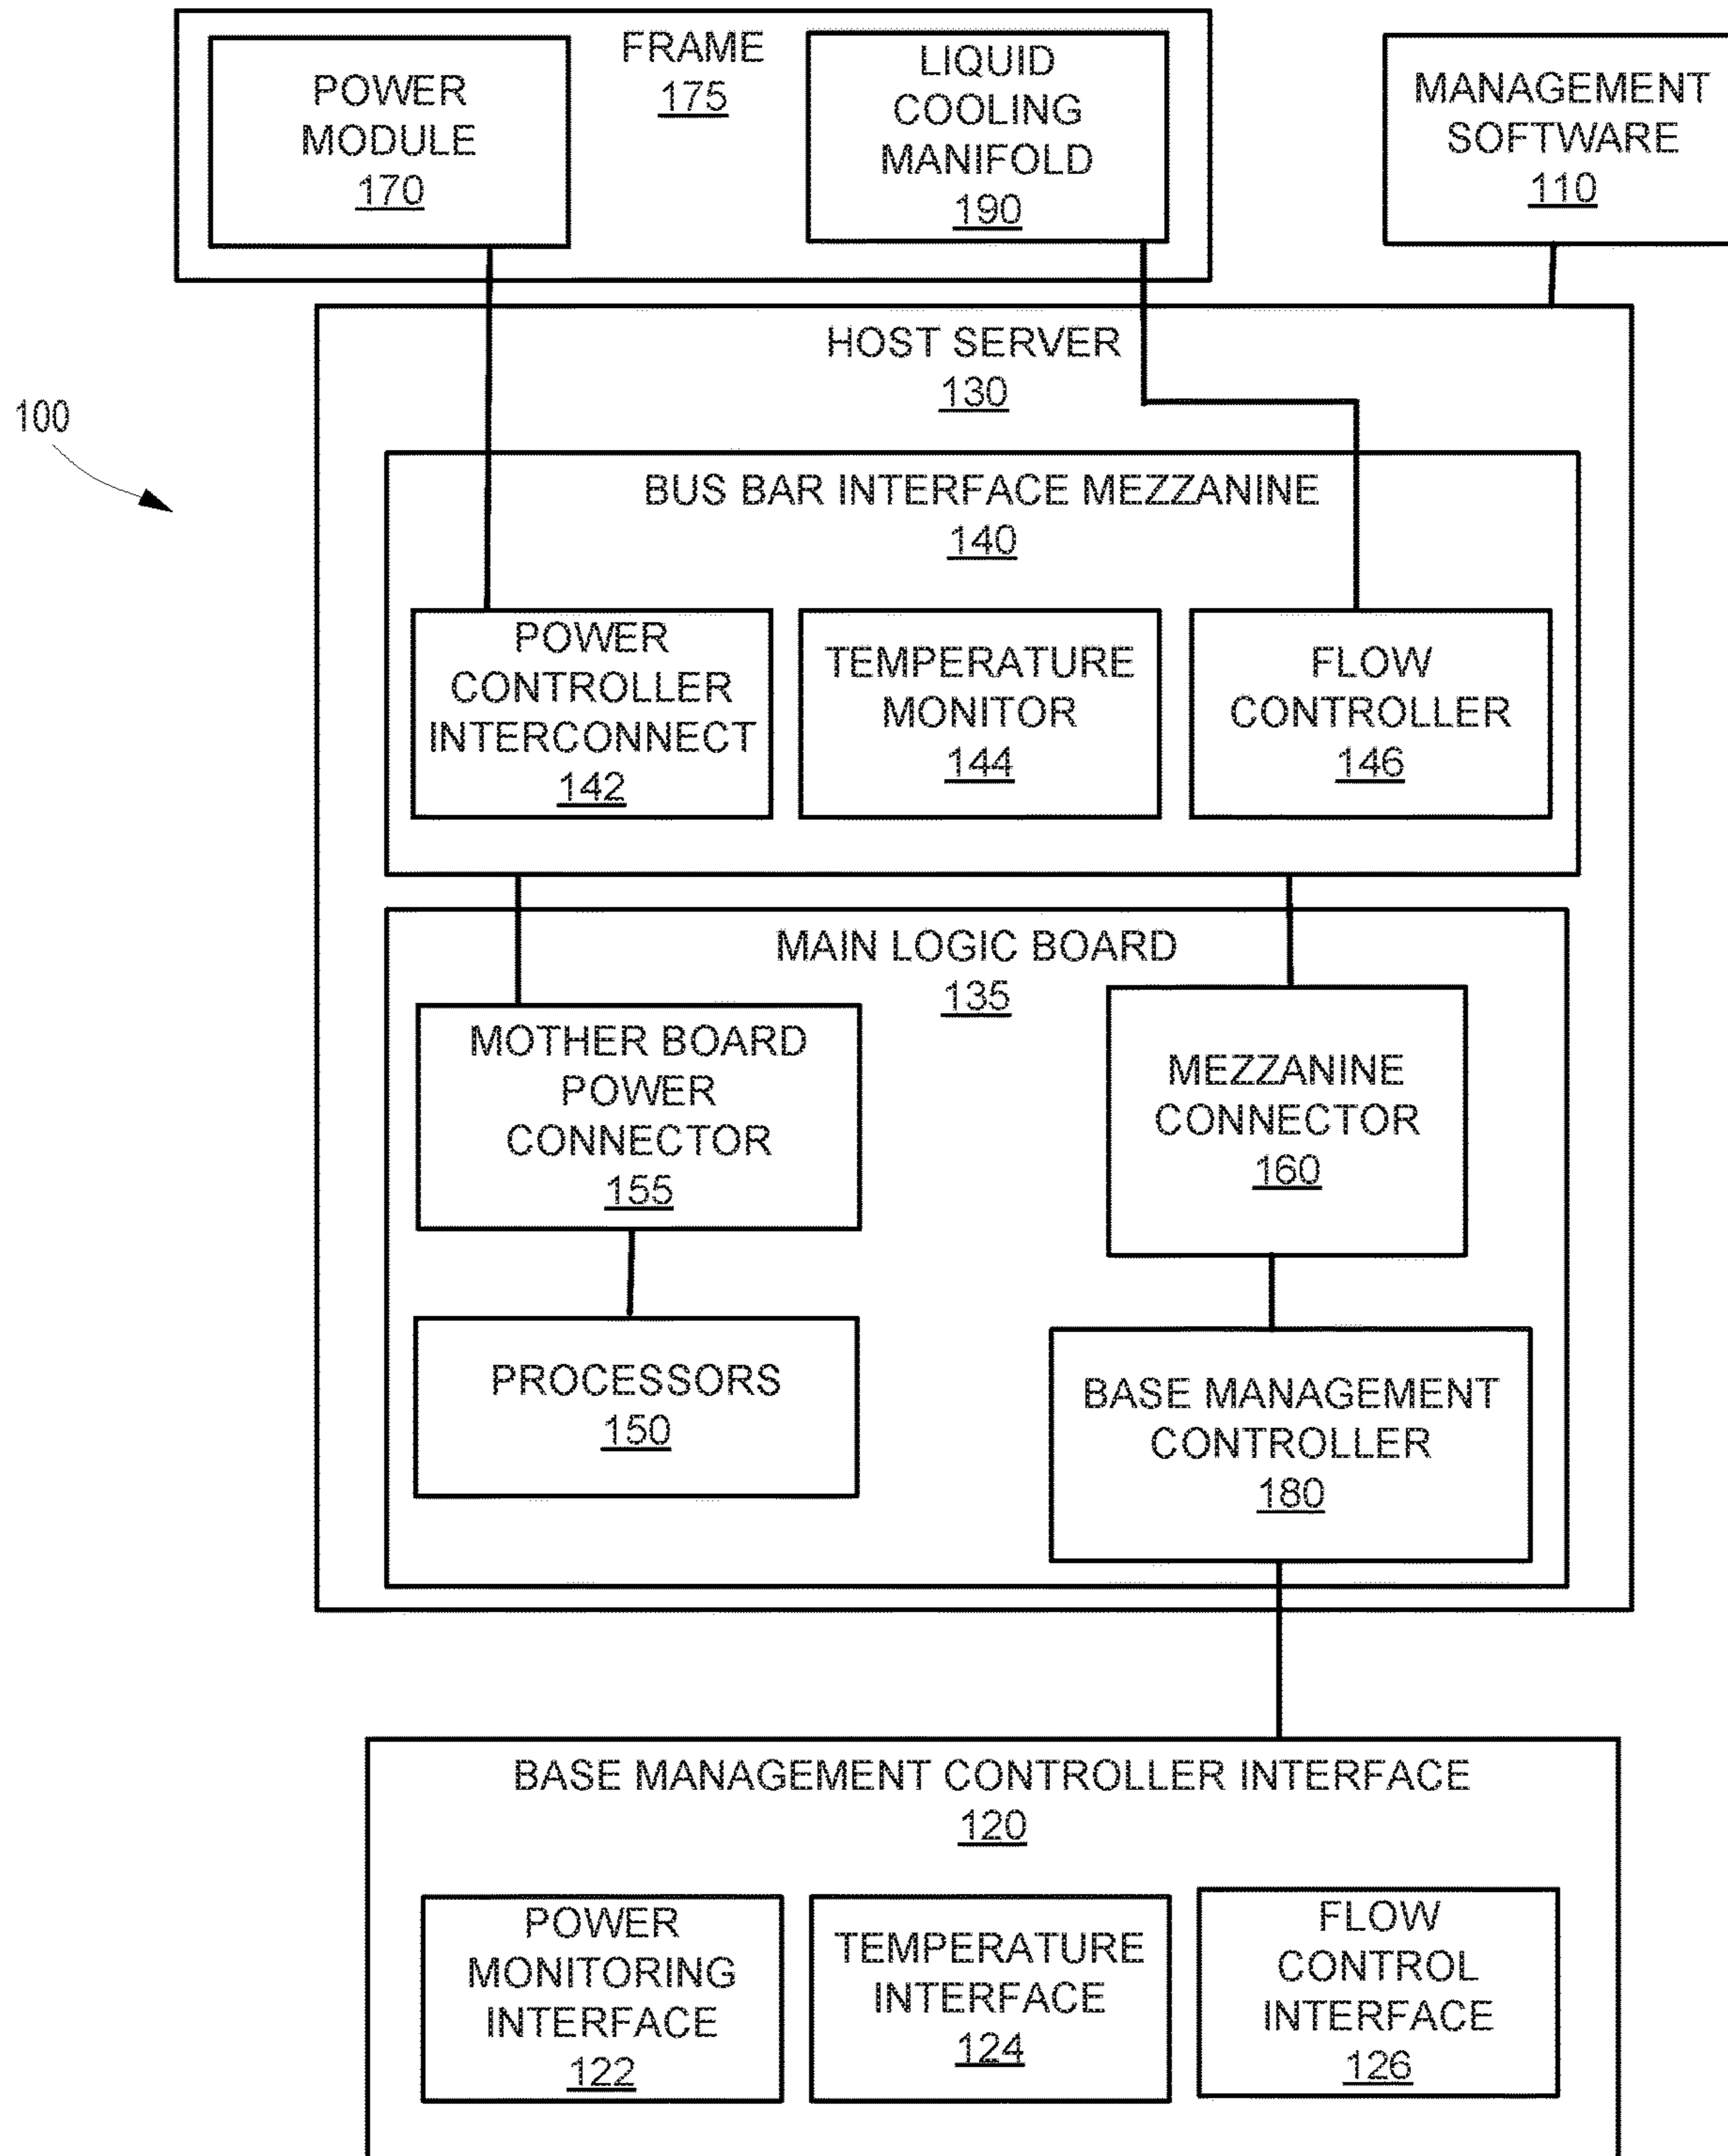 FRAME
175
POWER
MODULE
170
LIQUID
COOLING
MANIFOLD
190
MANAGEMENT
SOFTWARE
110
100
HOST SERVER
130
BUS BAR INTERFACE MEZZANINE
140
POWER
CONTROLLER
INTERCONNECT
142
TEMPERATURE
MONITOR
144
FLOW
CONTROLLER
146
MAIN LOGIC BOARD
135
MOTHER BOARD
POWER
CONNECTOR
155
MEZZANINE
CONNECTOR
160
PROCESSORS
150
BASE MANAGEMENT
CONTROLLER
180
BASE MANAGEMENT CONTROLLER INTERFACE
120
POWER
MONITORING
INTERFACE
122
TEMPERATURE
INTERFACE
124
FLOW
CONTROL
INTERFACE
126